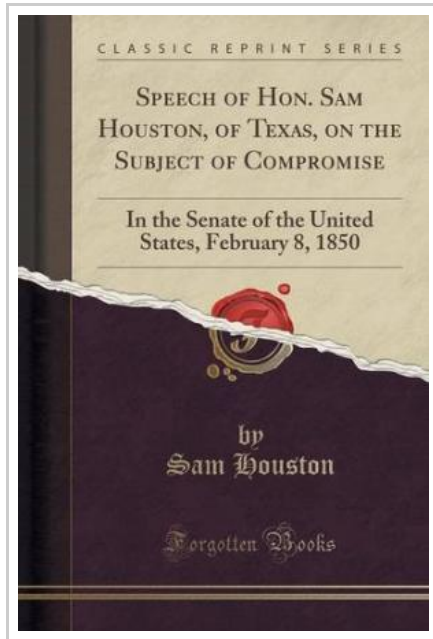 CLASSIC REPRINT SERIES
SPEECH OF HON. SAM
HOUSTON, OF TEXAS, ON THE
SUBJECT OF COMPROMISE
In the Senate of the United
States, February 8, 1850
F
by
Sam Houston
Forgotten Books